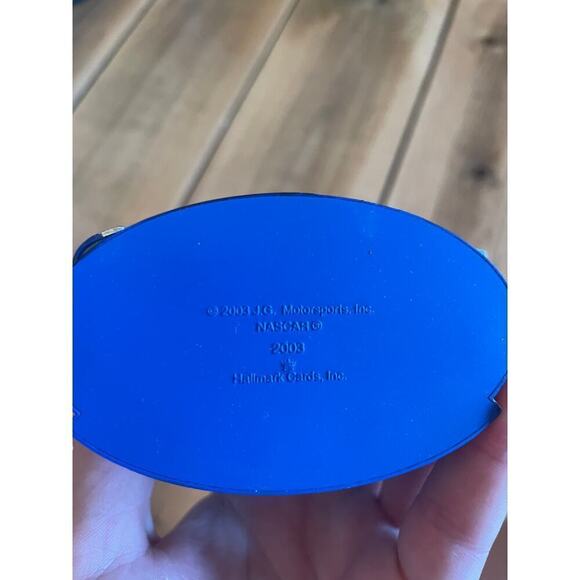 © 2003 J.G. Motorsports, Inc.
NASCAR®
2003
Hallmark Cards, Inc.